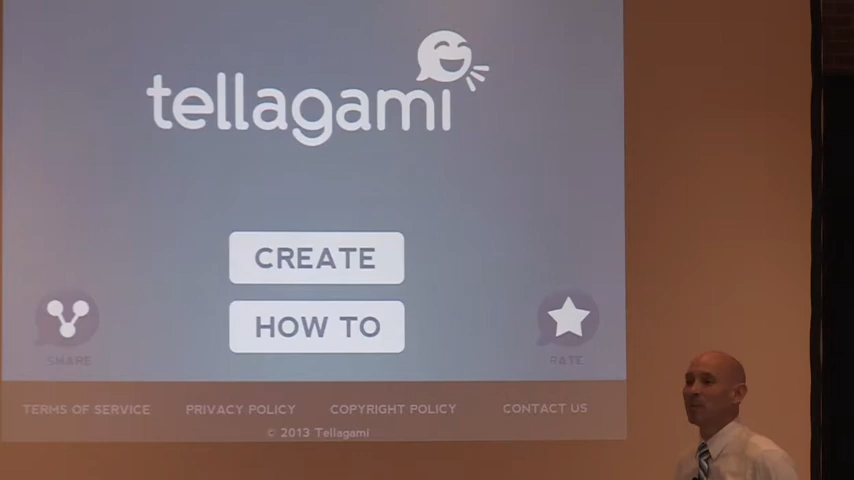 tellagami
CREATE
HOW TO
SHARE
RATE
TERMS OF SERVICE
PRIVACY POLICY
COPYRIGHT POLICY
CONTACT US
© 2013 Tellagami